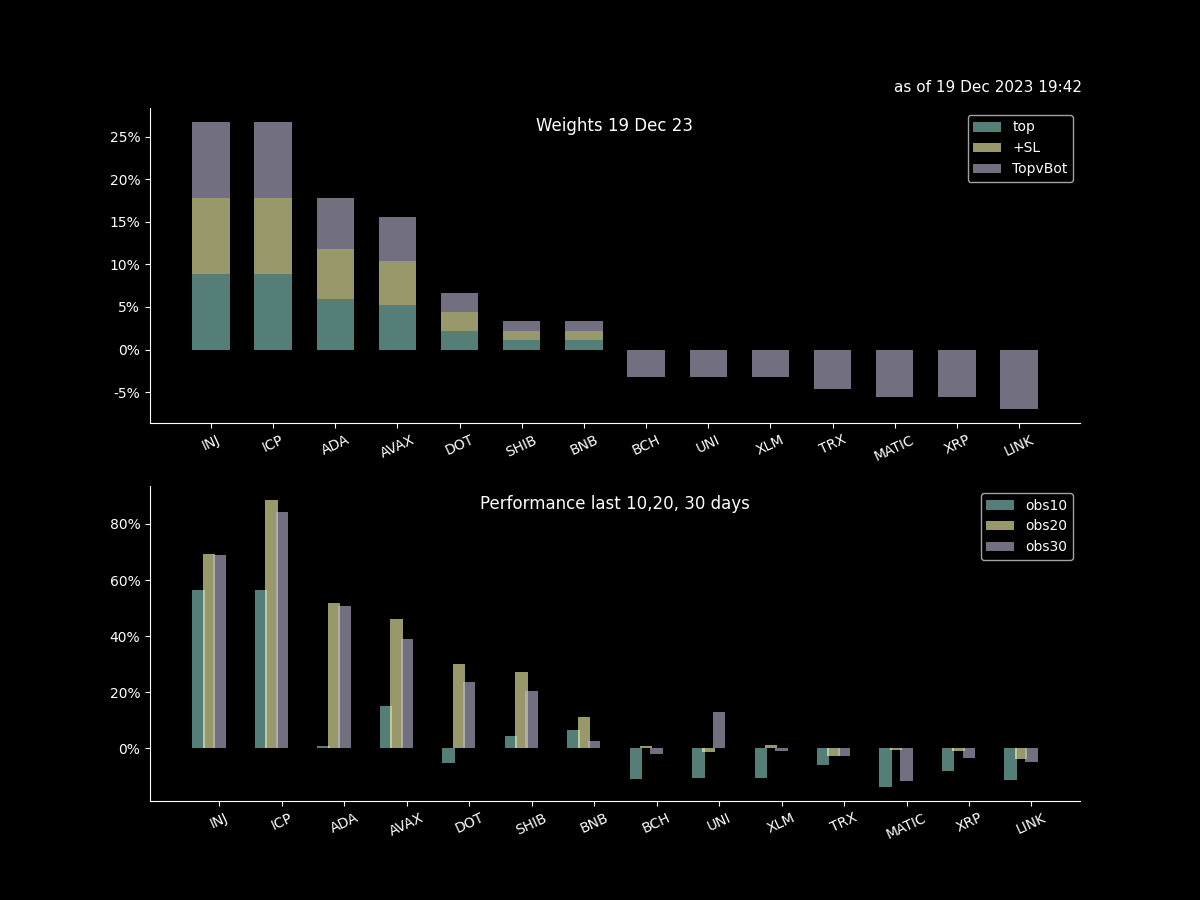 as of 19 Dec 2023 19:42
Weights 19 Dec 23
top
+SL
TopvBot
25%
20%
15%
10%
5%
0%
-5%
INJ ICP ADA AVAX DOT SHIB BNB BCH UNI XLM TRX MATIC XRP LINK
Performance last 10,20, 30 days
obs10
obs20
obs30
80%
60%
40%
20%
0%
INJ ICP ADA AVAX DOT SHIB BNB BCH UNI XLM TRX MATIC XRP LINK